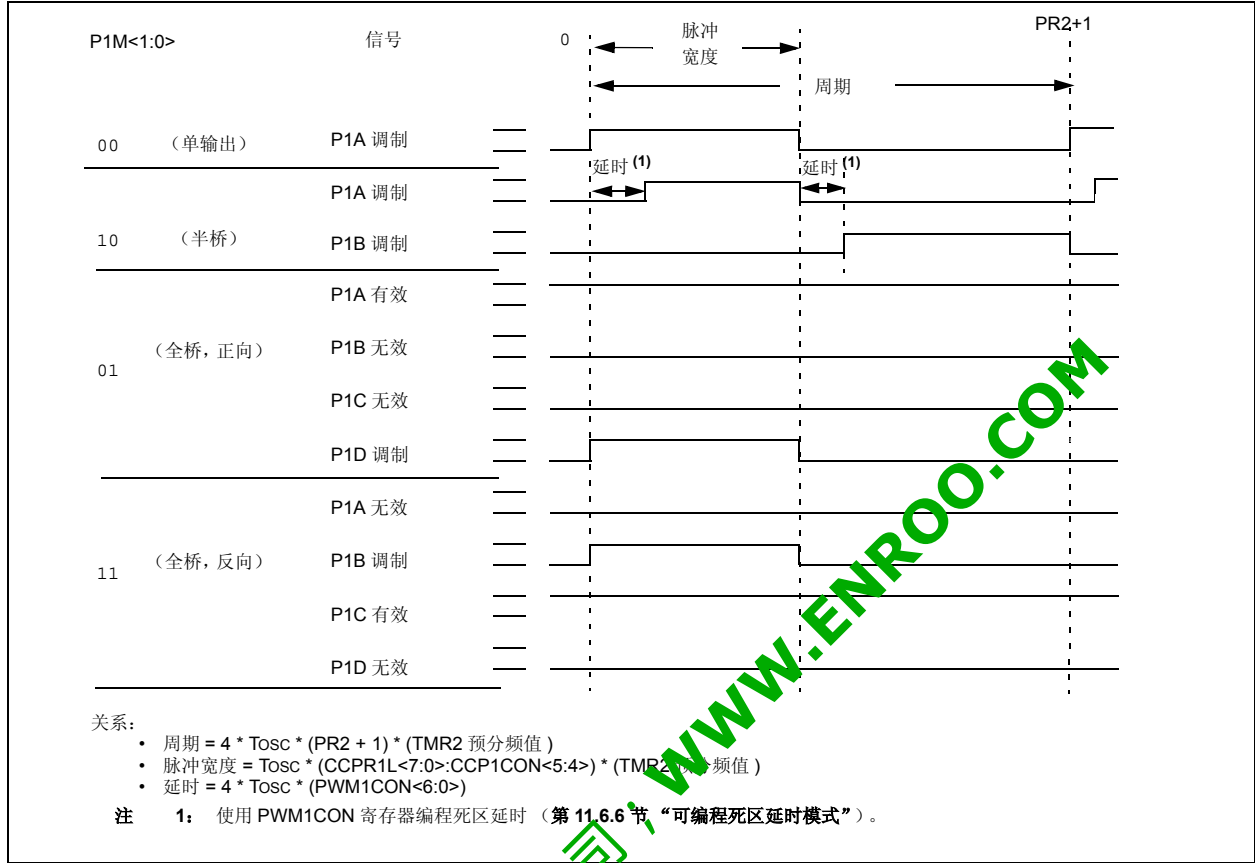 P1M<1:0> 信号 0 脉冲 PR2+1
宽度
周期
00 （单输出） P1A 调制
延时(1) 延时(1)
P1A 调制
10 （半桥） P1B 调制
P1A 有效
（全桥，正向） P1B 无效
01
P1C 无效
P1D 调制
P1A 无效
（全桥，反向） P1B 调制
11
P1C 有效
P1D 无效
关系：
• 周期 = 4 * TOSC * (PR2 + 1) * (TMR2 预分频值 )
• 脉冲宽度 = TOSC * (CCPR1L<7:0>:CCP1CON<5:4>) * (TMR2 分频值 )
• 延时 = 4 * TOSC * (PWM1CON<6:0>)
注 1： 使用 PWM1CON 寄存器编程死区延时 （第 11.6.6 节 “可编程死区延时模式”）。
司；WWW.ENROO.COM